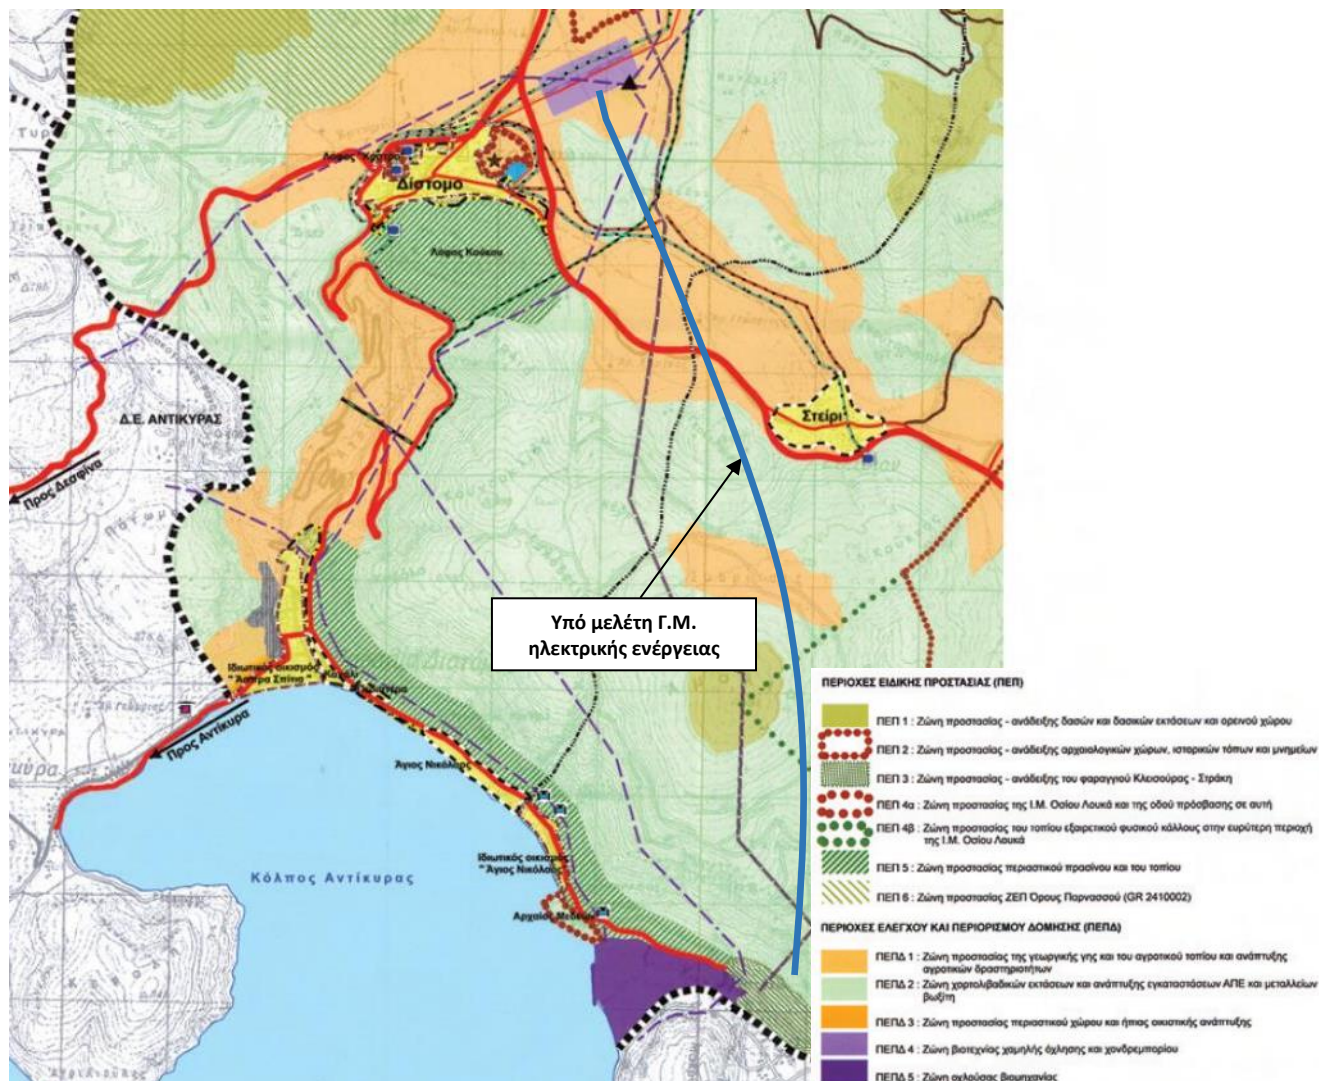 Λόφος Κάστρο
Δίστομο
Λόφος Κούκου
Δ.Ε. ΑΝΤΙΚΥΡΑΣ
Στείρι
Προς Δεσφίνα
Υπό μελέτη Γ.Μ.
ηλεκτρικής ενέργειας
Ιδιωτικός οικισμός
" Άσπρα Σπίτια "
Προς Αντίκυρα
Άγιος Νικόλαος
Ιδιωτικός οικισμός
" Άγιος Νικόλαος "
Κόλπος Αντίκυρας
Αρχαίος Μεδεών
ΠΕΡΙΟΧΕΣ ΕΙΔΙΚΗΣ ΠΡΟΣΤΑΣΙΑΣ (ΠΕΠ)
ΠΕΠ 1 : Ζώνη προστασίας - ανάδειξης δασών και δασικών εκτάσεων και ορεινού χώρου
ΠΕΠ 2 : Ζώνη προστασίας - ανάδειξης αρχαιολογικών χώρων, ιστορικών τόπων και μνημείων
ΠΕΠ 3 : Ζώνη προστασίας - ανάδειξης του φαραγγιού Κλεισούρας - Στράκη
ΠΕΠ 4α : Ζώνη προστασίας της Ι.Μ. Οσίου Λουκά και της οδού πρόσβασης σε αυτή
ΠΕΠ 4β : Ζώνη προστασίας του τοπίου εξαιρετικού φυσικού κάλλους στην ευρύτερη περιοχή
της Ι.Μ. Οσίου Λουκά
ΠΕΠ 5 : Ζώνη προστασίας περιαστικού πρασίνου και του τοπίου
ΠΕΠ 6 : Ζώνη προστασίας ΖΕΠ Όρους Παρνασσού (GR 2410002)
ΠΕΡΙΟΧΕΣ ΕΛΕΓΧΟΥ ΚΑΙ ΠΕΡΙΟΡΙΣΜΟΥ ΔΟΜΗΣΗΣ (ΠΕΠΔ)
ΠΕΠΔ 1 : Ζώνη προστασίας της γεωργικής γης και του αγροτικού τοπίου και ανάπτυξης
αγροτικών δραστηριοτήτων
ΠΕΠΔ 2 : Ζώνη χορτολιβαδικών εκτάσεων και ανάπτυξης εγκαταστάσεων ΑΠΕ και μεταλλείων
βωξίτη
ΠΕΠΔ 3 : Ζώνη προστασίας περιαστικού χώρου και ήπιας οικιστικής ανάπτυξης
ΠΕΠΔ 4 : Ζώνη βιοτεχνίας χαμηλής όχλησης και χονδρεμπορίου
ΠΕΠΔ 5 : Ζώνη οχλούσας βιομηχανίας